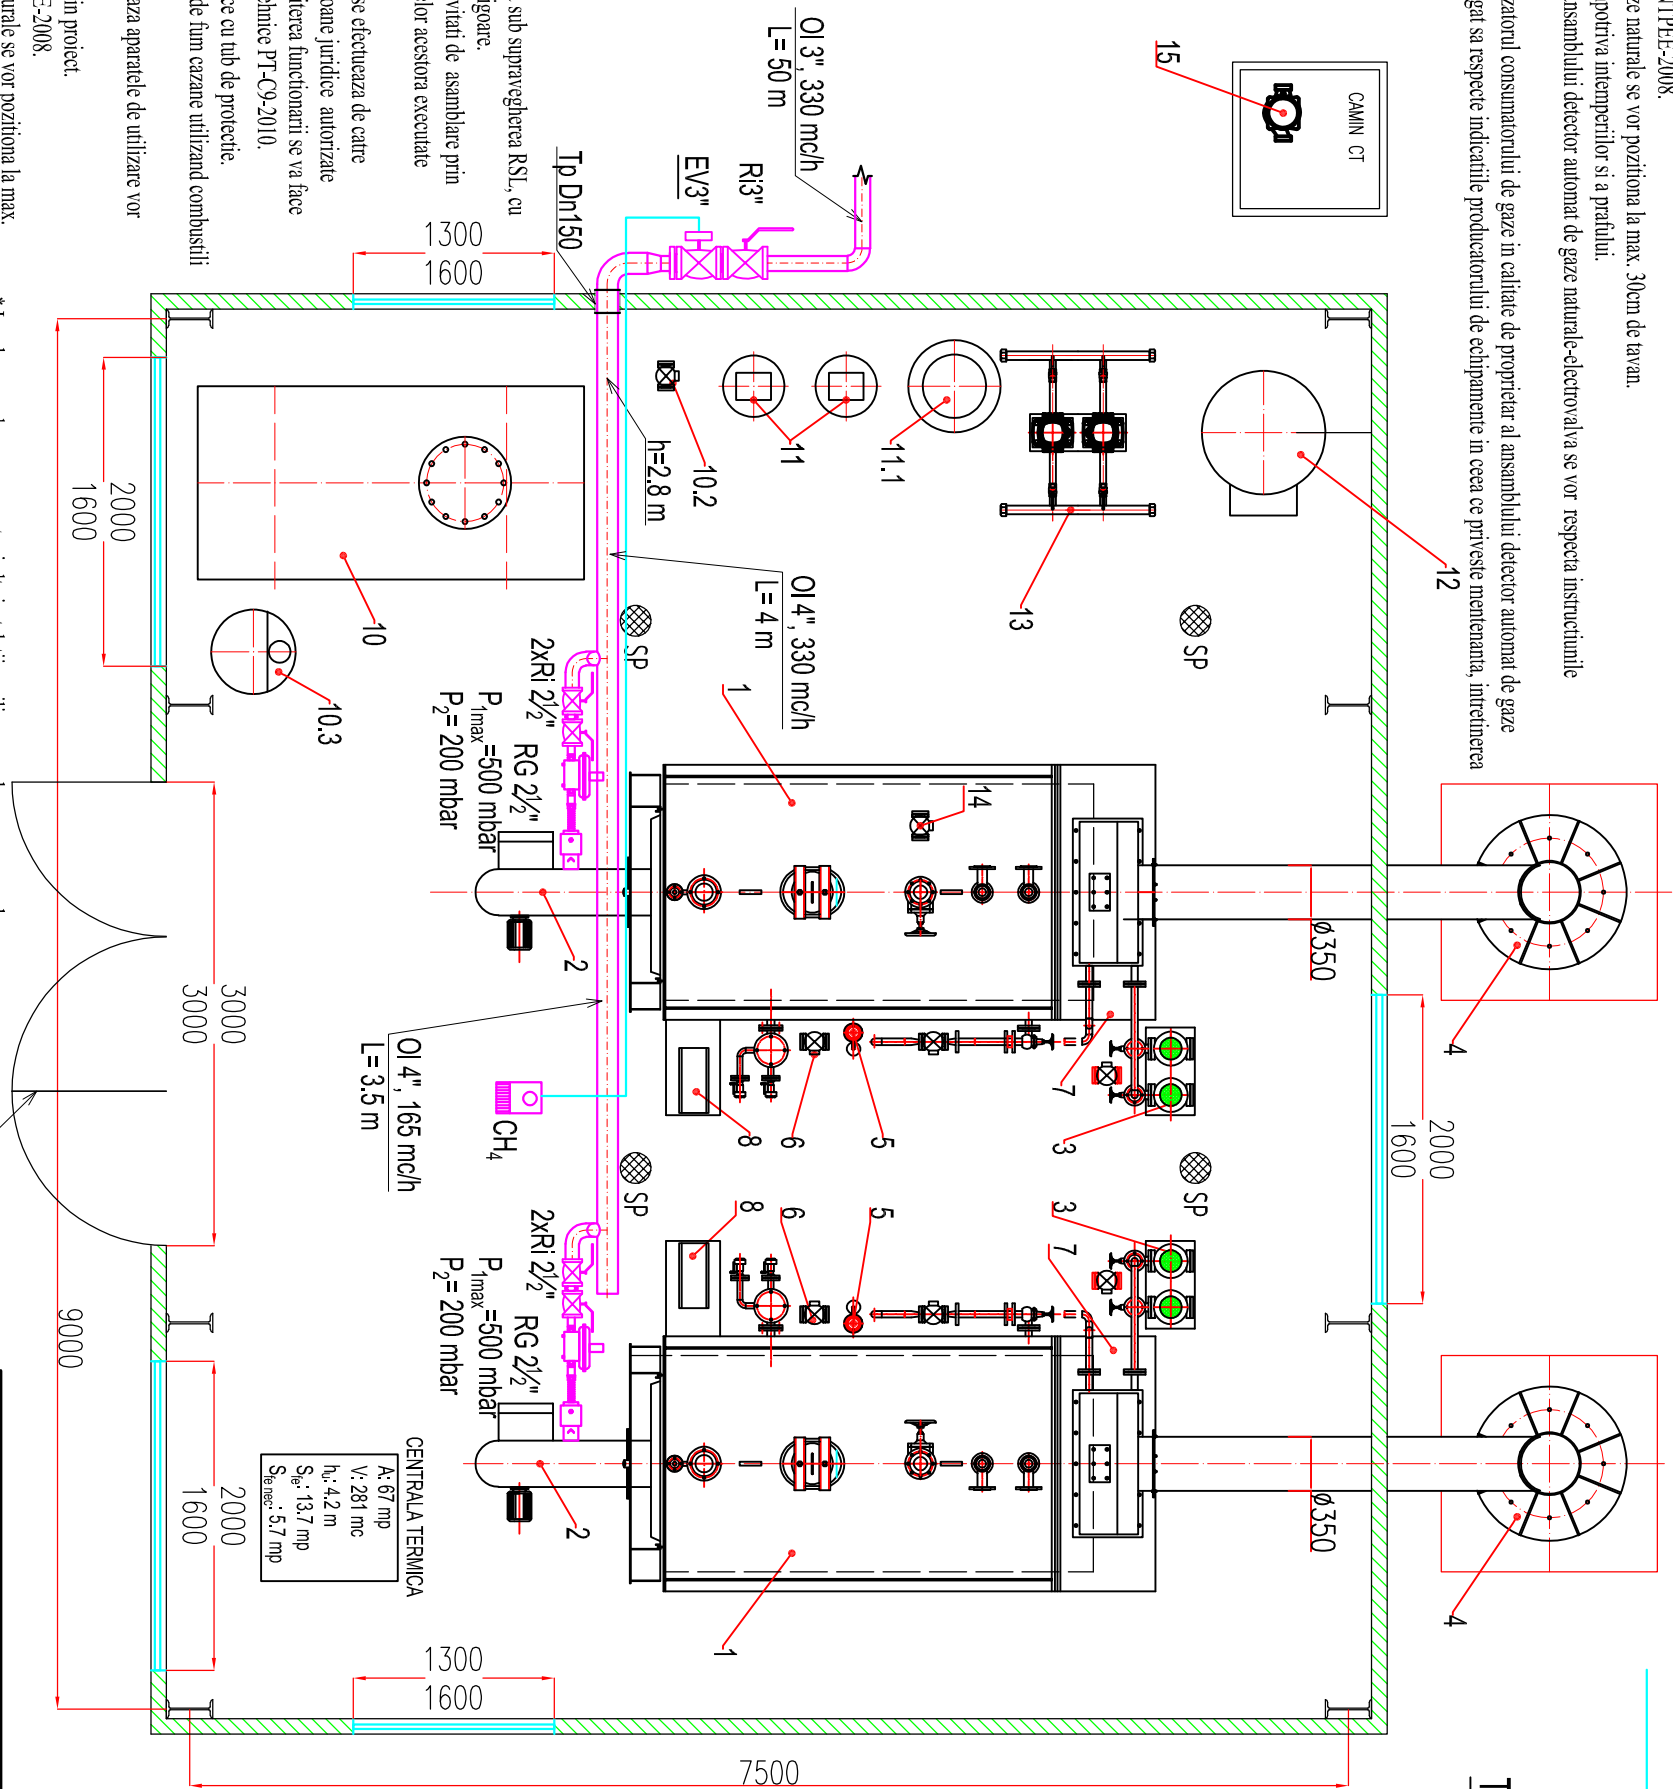 NTPEE-2008.
ze naturale se vor pozitiona la max. 30cm de tavan.
potriva intemperiilor si a prafului.
ansamblului detector automat de gaze naturale-electrovalva se vor respecta instructiunile
zatorul consumatorului de gaze in calitate de proprietar al ansamblului detector automat de gaze
gat sa respecte indicatiile producatorului de echipamente in ceea ce priveste mentenanta, intretinerea
sub supravegherea RSL, cu
igoare.
vitati de asamblare prin
elor acestora executate
se efectueaza de catre
oane juridice autorizate
iterea functionarii se va face
ehnice PT-C9-2010.
ce cu tub de protectie.
de fum cazane utilizand combustili
aza aparatele de utilizare vor
in proiect.
E-2008.
urale se vor pozitiona la max.
CAMIN CT
15
Ol 3", 330 mc/h
L= 50 m
Ri3"
EV3"
Tp Dn150
1300
1600
12
13
11.1
11
10.2
h=2.8 m
10
10.3
2000
1600
Ol 4", 330 mc/h
L= 4 m
SP
SP
SP
SP
1
14
2xRi 2½"
RG 2½"
P1max =500 mbar
P2= 200 mbar
2
3000
3000
Ol 4", 165 mc/h
L= 3.5 m
CH4
ø350
4
7
3
5
6
8
2000
1600
3
7
5
6
8
2xRi 2½"
RG 2½"
P1max =500 mbar
P2= 200 mbar
2
1
ø350
4
CENTRALA TERMICA
A: 67 mp
V: 281 mc
hu: 4.2 m
Sfe: 13.7 mp
Sfe nec: 5.7 mp
2000
1600
1300
1600
9000
7500